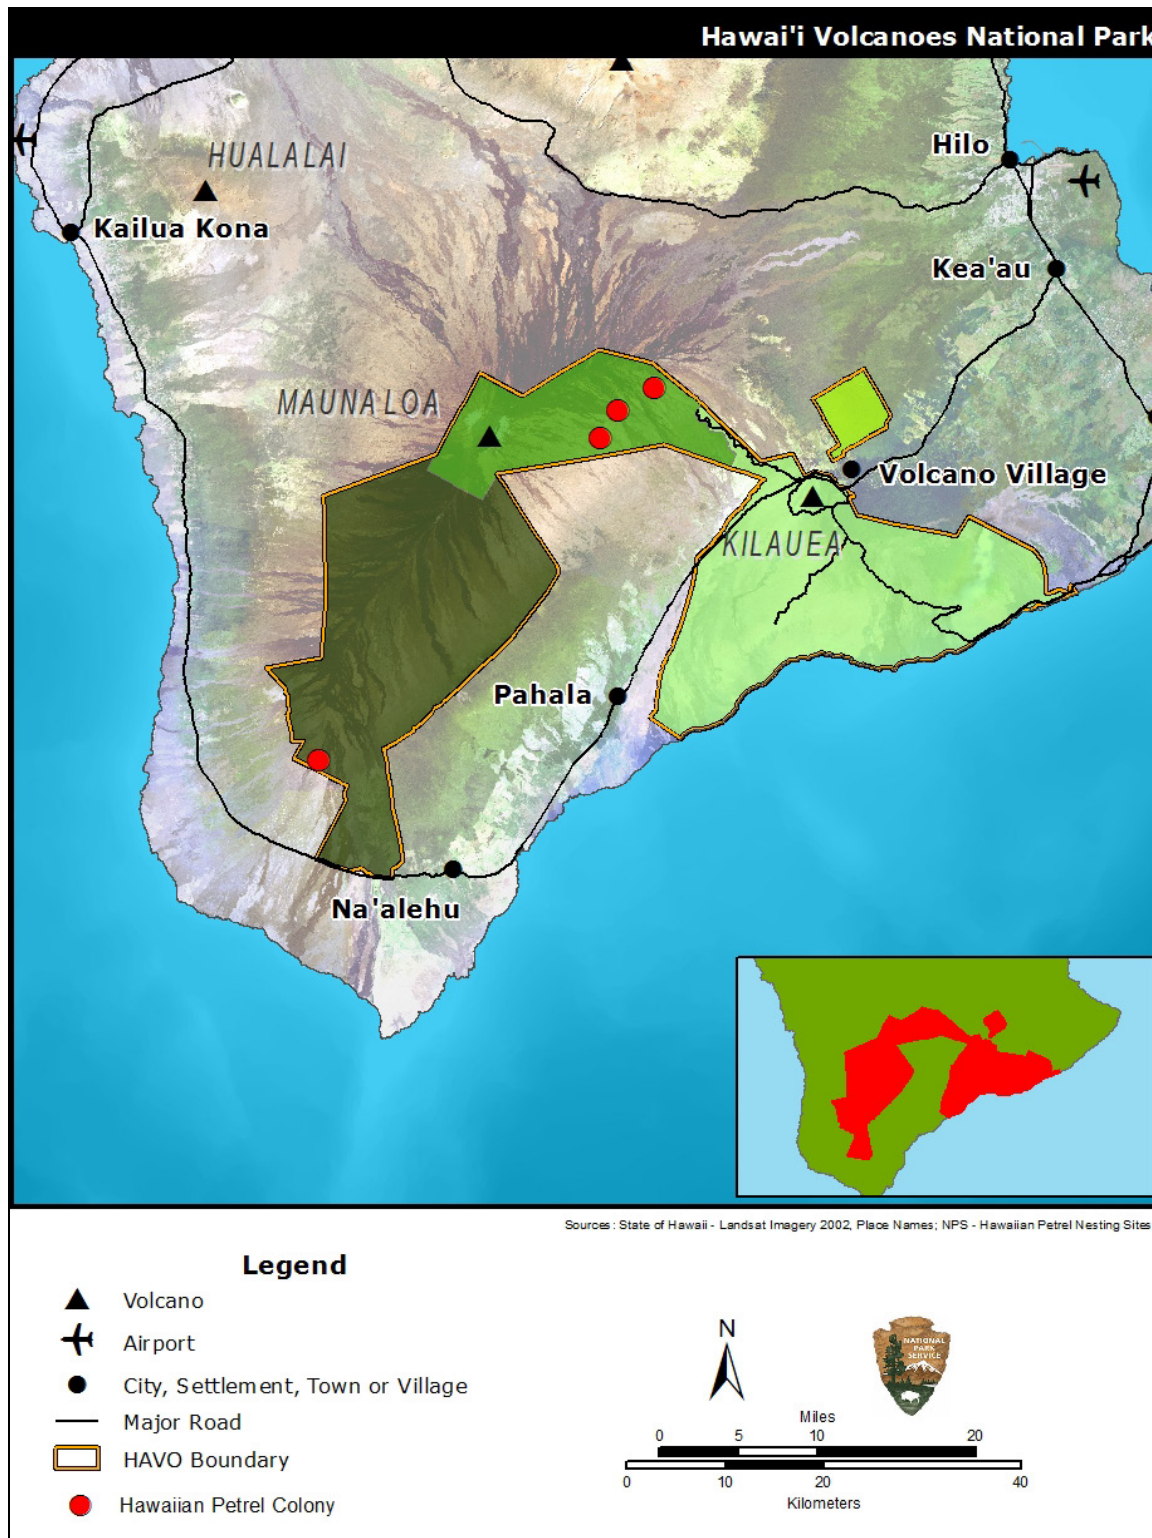 Hawai'i Volcanoes National Park
Hilo
HUALALAI
Kailua Kona
Kea'au
MAUNA LOA
Volcano Village
KILAUEA
Pahala
Na'alehu
Sources: State of Hawaii - Landsat Imagery 2002, Place Names; NPS - Hawaiian Petrel Nesting Sites
Legend
Volcano
Airport
City, Settlement, Town or Village
Major Road
HAVO Boundary
Hawaiian Petrel Colony
N
NATIONAL
PARK
SERVICE
Miles
0 5 10 20
0 10 20 40
Kilometers